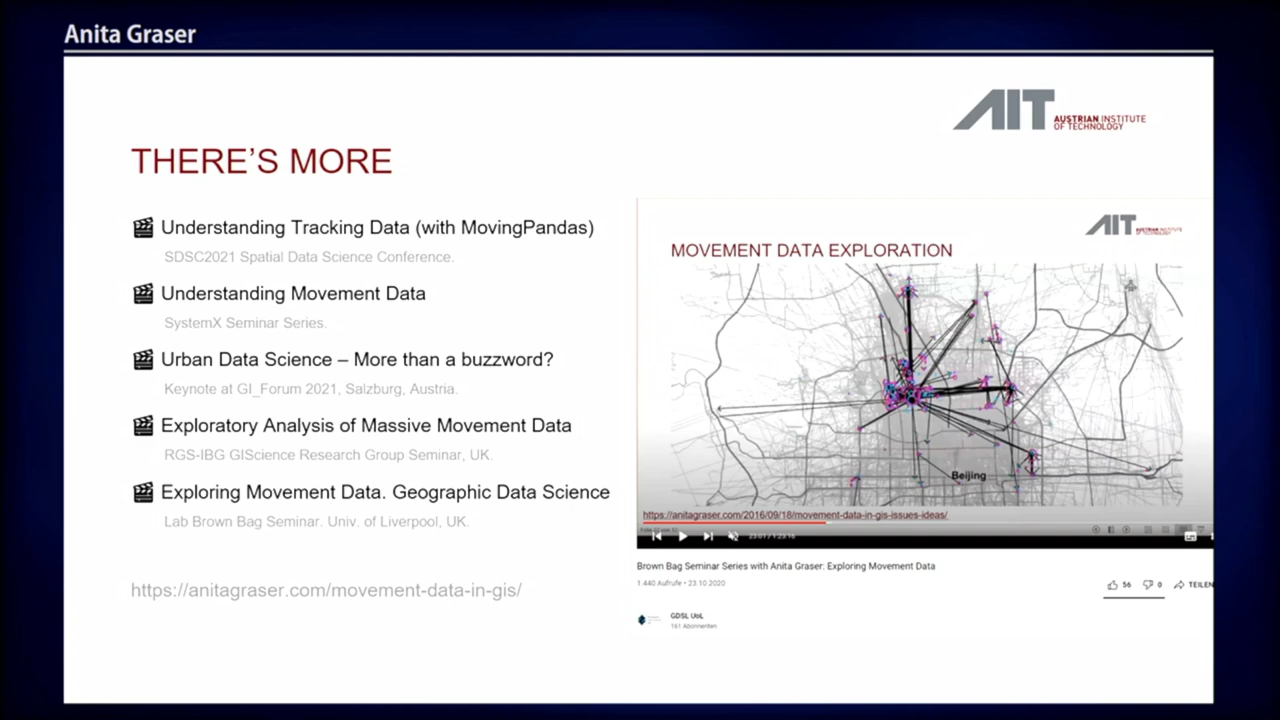 Anita Graser
AIT AUSTRIAN INSTITUTE
OF TECHNOLOGY
THERE'S MORE
Understanding Tracking Data (with MovingPandas)
SDSC2021 Spatial Data Science Conference.
Understanding Movement Data
SystemX Seminar Series.
Urban Data Science – More than a buzzword?
Keynote at GI_Forum 2021, Salzburg, Austria.
Exploratory Analysis of Massive Movement Data
RGS-IBG GIScience Research Group Seminar, UK.
Exploring Movement Data. Geographic Data Science
Lab Brown Bag Seminar. Univ. of Liverpool, UK.
https://anitagraser.com/movement-data-in-gis/
AIT AUSTRIAN INSTITUTE
OF TECHNOLOGY
MOVEMENT DATA EXPLORATION
Beijing
https://anitagraser.com/2016/09/18/movement-data-in-gis-issues-ideas/
Brown Bag Seminar Series with Anita Graser: Exploring Movement Data
1 440 Aufrufe • 23.10.2020
56
0
TEILEN
GDSL UoL
161 Abonnenten